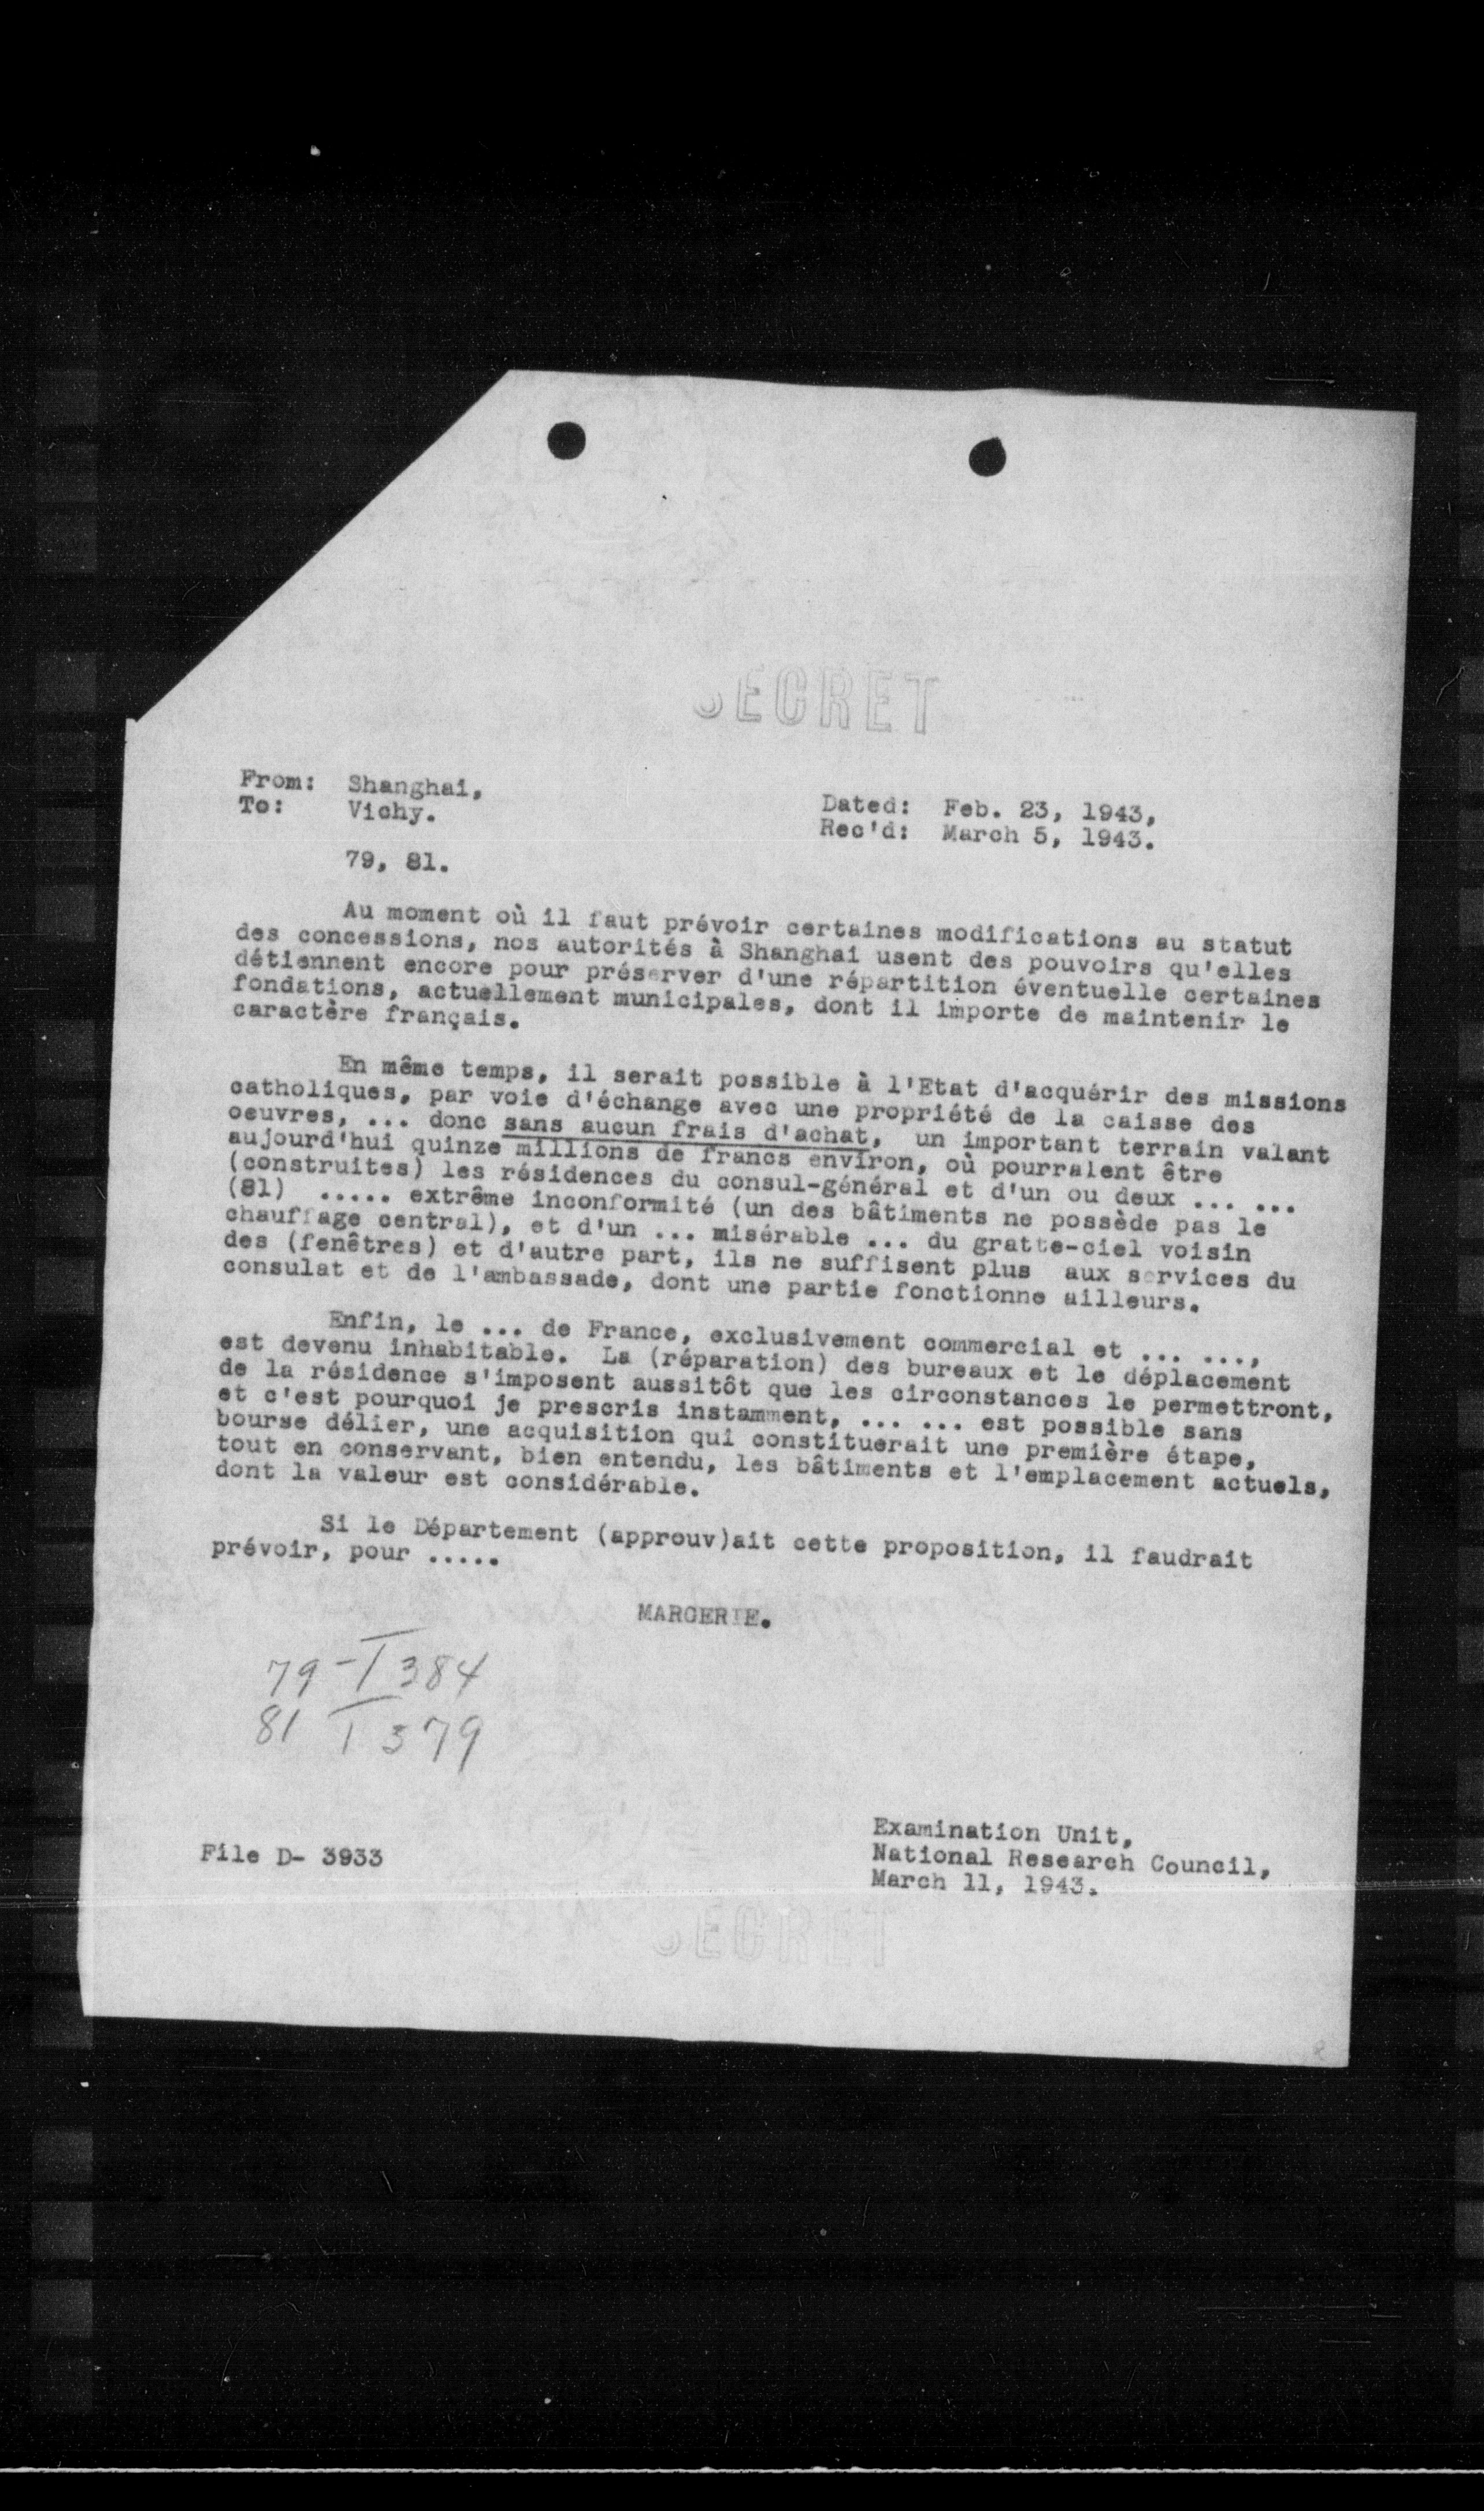 SECRET
From: Shanghai,
To: Vichy.
Dated: Feb. 23, 1943,
Rec'd: March 5, 1943.
79, 81.
Au moment où il faut prévoir certaines modifications au statut
des concessions, nos autorités à Shanghai usent des pouvoirs qu'elles
détiennent encore pour préserver d'une répartition éventuelle certaines
fondations, actuellement municipales, dont il importe de maintenir le
caractère français.
En même temps, il serait possible à l'Etat d'acquérir des missions
catholiques, par voie d'échange avec une propriété de la caisse des
oeuvres, ... donc sans aucun frais d'achat, un important terrain valant
aujourd'hui quinze millions de francs environ, où pourraient être
(construites) les résidences du consul-général et d'un ou deux ... ...
(81) ..... extrême inconformité (un des bâtiments ne possède pas le
chauffage central), et d'un ... misérable ... du gratte-ciel voisin
des (fenêtres) et d'autre part, ils ne suffisent plus aux services du
consulat et de l'ambassade, dont une partie fonctionne ailleurs.
Enfin, le ... de France, exclusivement commercial et ... ...,
est devenu inhabitable. La (réparation) des bureaux et le déplacement
de la résidence s'imposent aussitôt que les circonstances le permettront,
et c'est pourquoi je prescris instamment, ... ... est possible sans
bourse délier, une acquisition qui constituerait une première étape,
tout en conservant, bien entendu, les bâtiments et l'emplacement actuels,
dont la valeur est considérable.
Si le Département (approuv)ait cette proposition, il faudrait
prévoir, pour .....
MARGERIE.
79-I 384
81 I 379
File D- 3933
Examination Unit,
National Research Council,
March 11, 1943.
SECRET